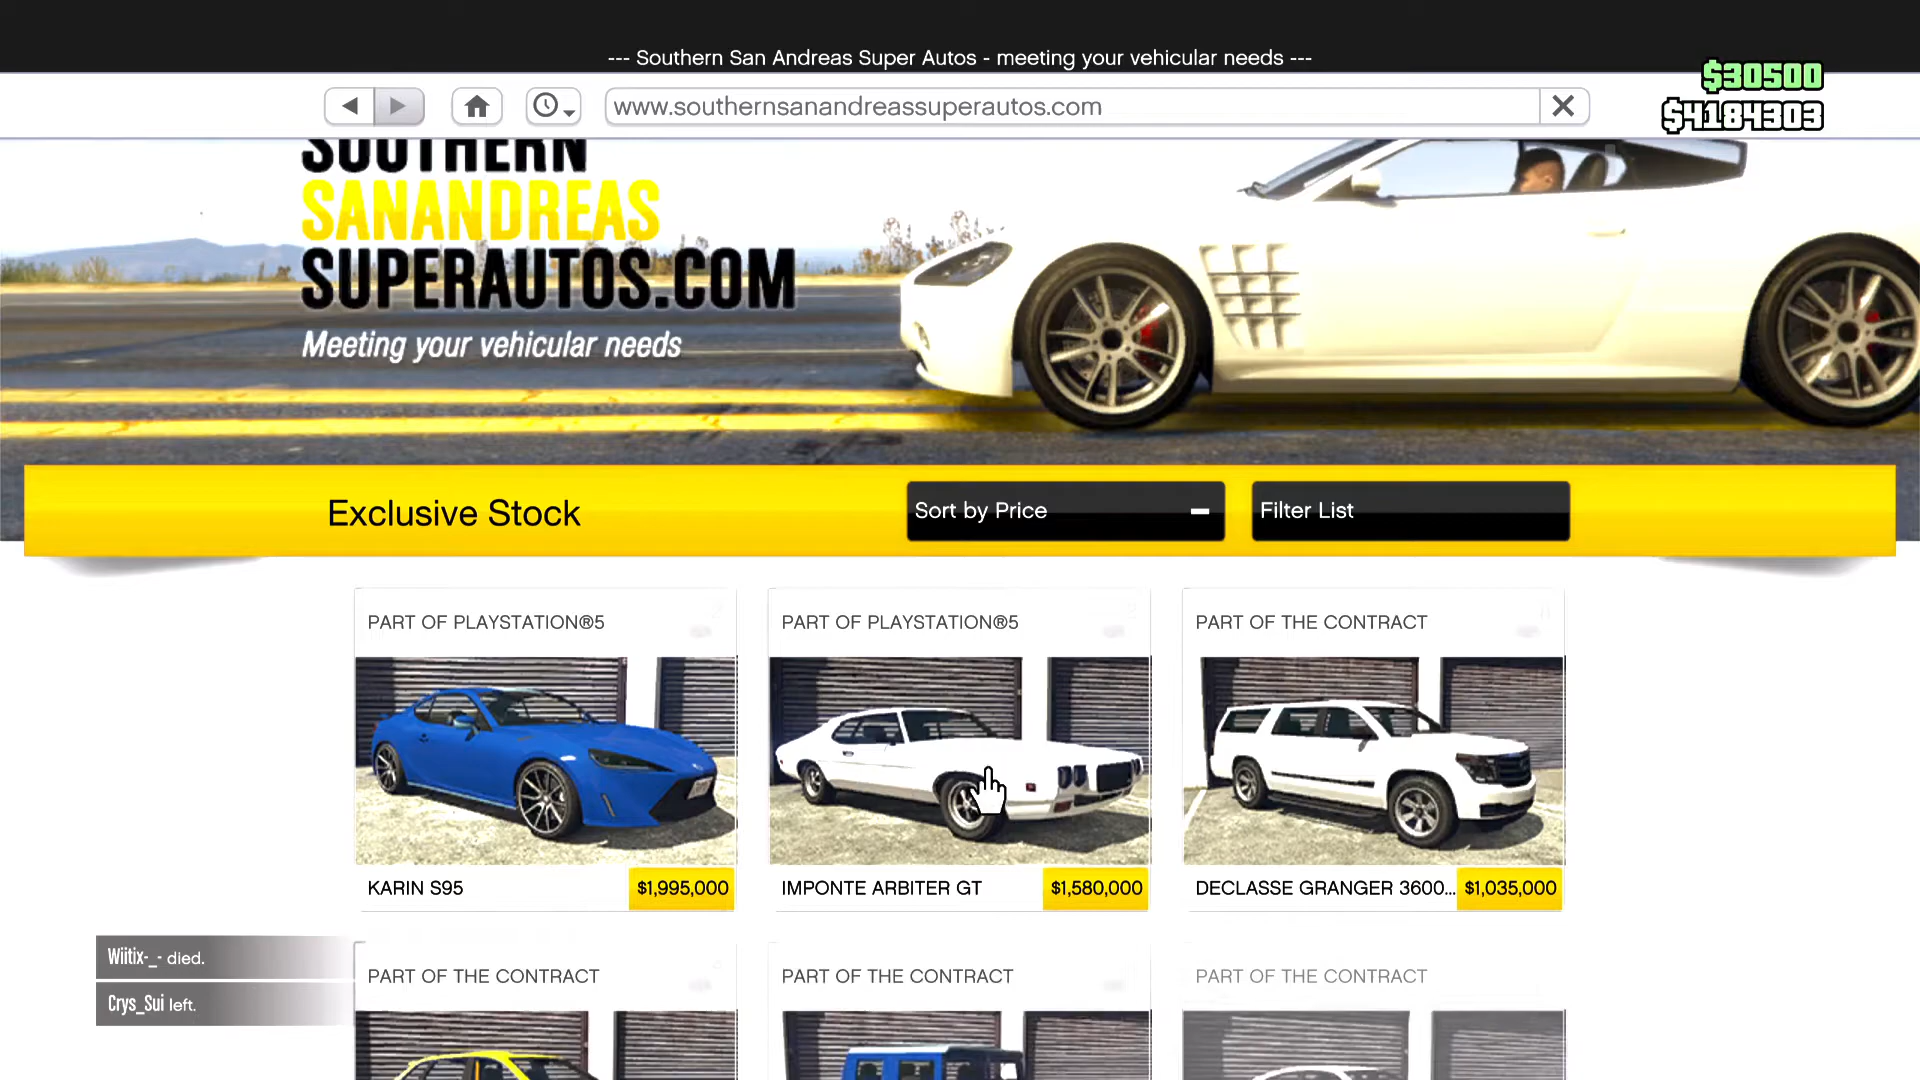 --- Southern San Andreas Super Autos - meeting your vehicular needs ---
$30500
www.southernsanandreassuperautos.com
$4184303
SOUTHERN
SANANDREAS
SUPERAUTOS.COM
Meeting your vehicular needs
Exclusive Stock
Sort by Price
Filter List
PART OF PLAYSTATION®5
PART OF PLAYSTATION®5
PART OF THE CONTRACT
KARIN S95
$1,995,000
IMPONTE ARBITER GT
$1,580,000
DECLASSE GRANGER 3600...
$1,035,000
Wiitix-_- died.
Crys_Sui left.
PART OF THE CONTRACT
PART OF THE CONTRACT
PART OF THE CONTRACT